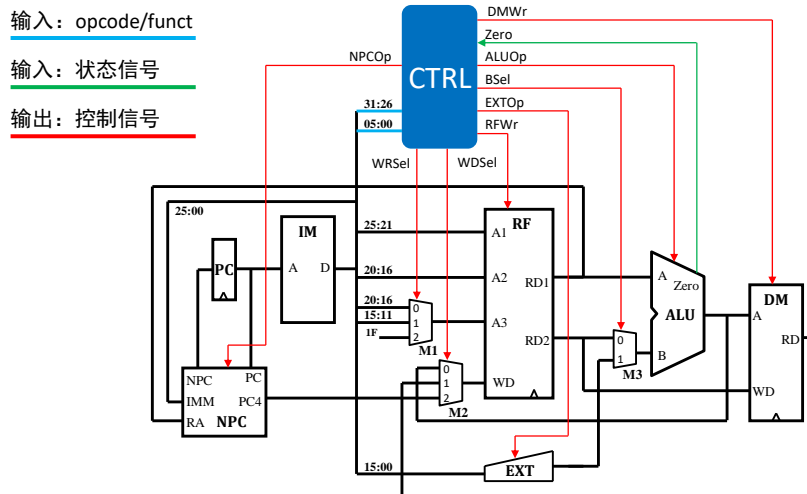 输入：opcode/funct
输入：状态信号
输出：控制信号
DMWr
Zero
NPCOp
ALUOp
CTRL
BSel
EXTOp
31:26
05:00
RFWr
WRSel
WDSel
25:00
IM
25:21
RF
A1
PC
A
D
20:16
A2
RD1
A
Zero
DM
20:16
0
15:11
1
A3
ALU
A
1F
2
RD2
0
RD
M1
1
B
M3
NPC
PC
0
IMM
PC4
1
WD
WD
2
RA
NPC
M2
15:00
EXT